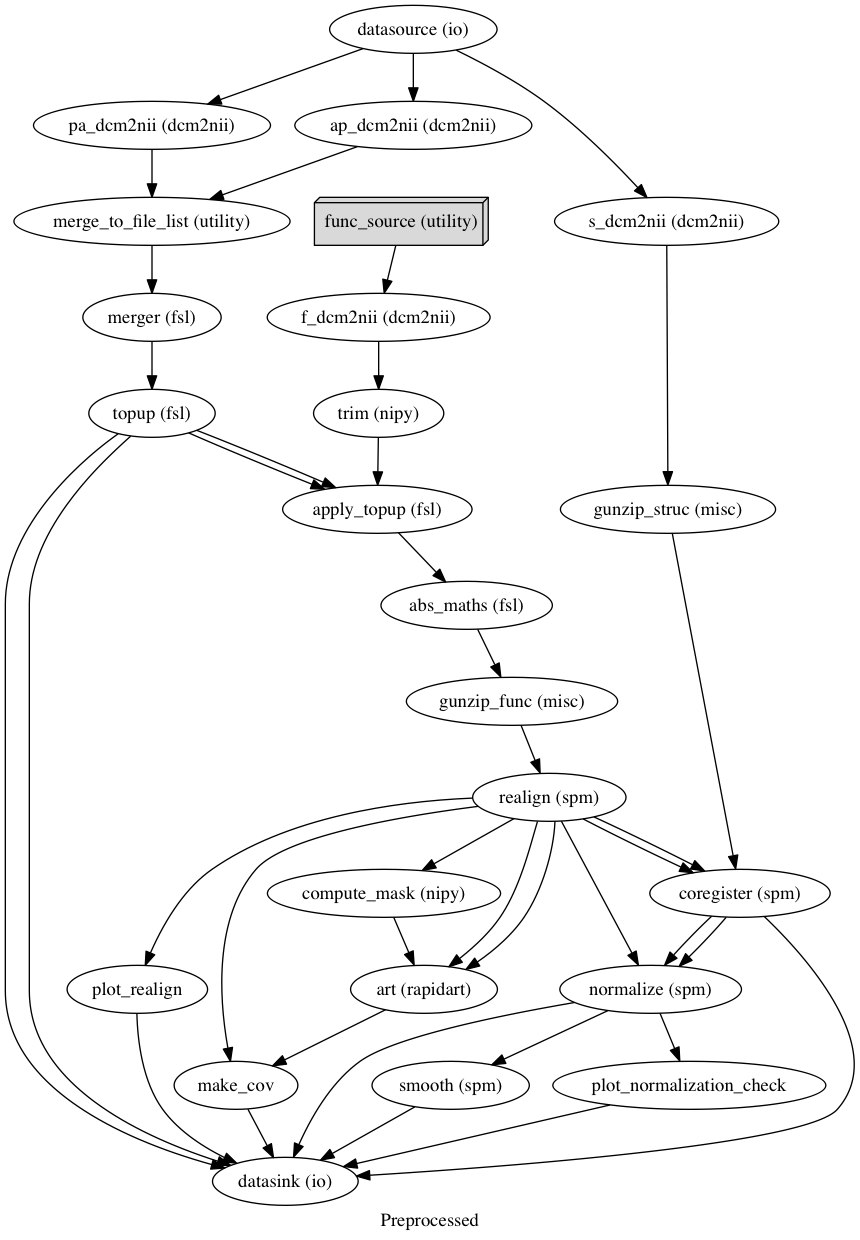 datasource (io)
pa_dcm2nii (dcm2nii)
ap_dcm2nii (dcm2nii)
merge_to_file_list (utility)
func_source (utility)
s_dcm2nii (dcm2nii)
merger (fsl)
f_dcm2nii (dcm2nii)
topup (fsl)
trim (nipy)
apply_topup (fsl)
gunzip_struc (misc)
abs_maths (fsl)
gunzip_func (misc)
realign (spm)
compute_mask (nipy)
coregister (spm)
plot_realign
art (rapidart)
normalize (spm)
make_cov
smooth (spm)
plot_normalization_check
datasink (io)
Preprocessed